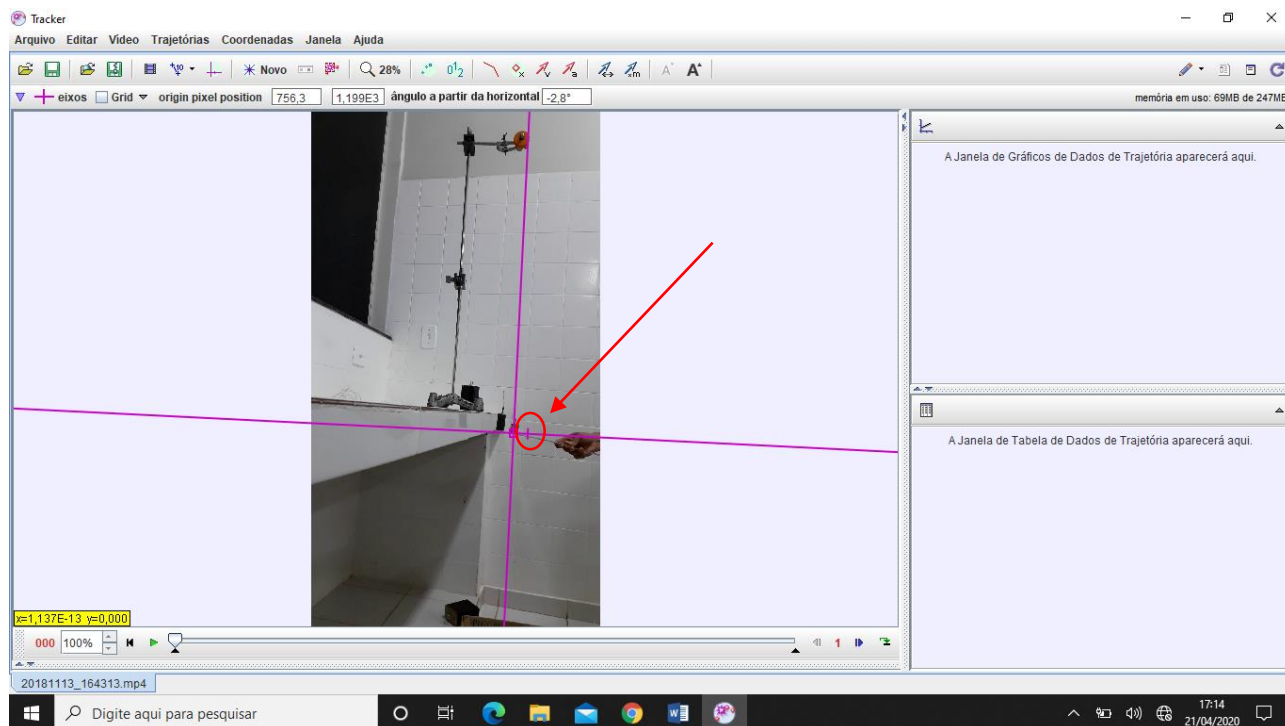 Tracker
Arquivo Editar Vídeo Trajetórias Coordenadas Janela Ajuda
Novo 28%
eixos Grid origin pixel position 756,3 1,199E3 ângulo a partir da horizontal -2,8° memória em uso: 69MB de 247MB
A Janela de Gráficos de Dados de Trajetória aparecerá aqui.
A Janela de Tabela de Dados de Trajetória aparecerá aqui.
x=1,137E-13 y=0,000
000 100% 1
20181113_164313.mp4
Digite aqui para pesquisar
17:14
21/04/2020